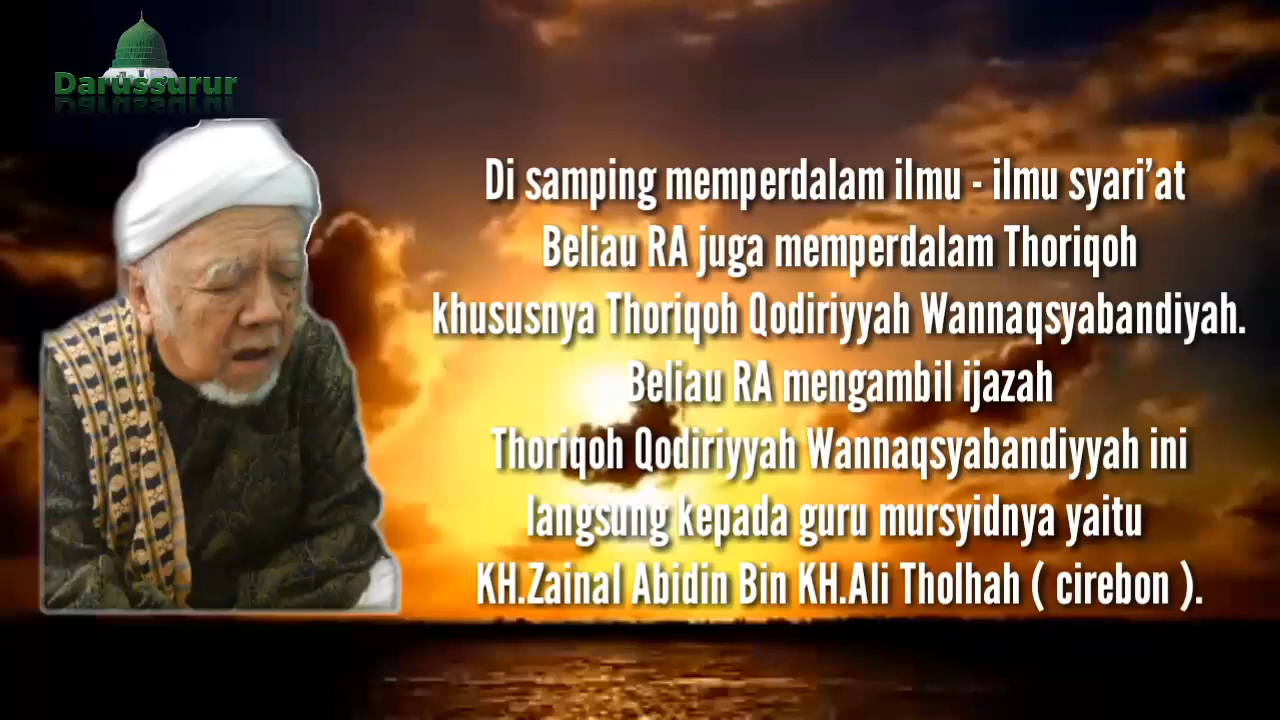 Darussurur
Di samping memperdalam ilmu - ilmu syari'at
Beliau RA juga memperdalam Thoriqoh
khususnya Thoriqoh Qodiriyyah Wannaqsyabandiyah.
Beliau RA mengambil ijazah
Thoriqoh Qodiriyyah Wannaqsyabandiyyah ini
langsung kepada guru mursyidnya yaitu
KH.Zainal Abidin Bin KH.Ali Tholhah ( cirebon ).